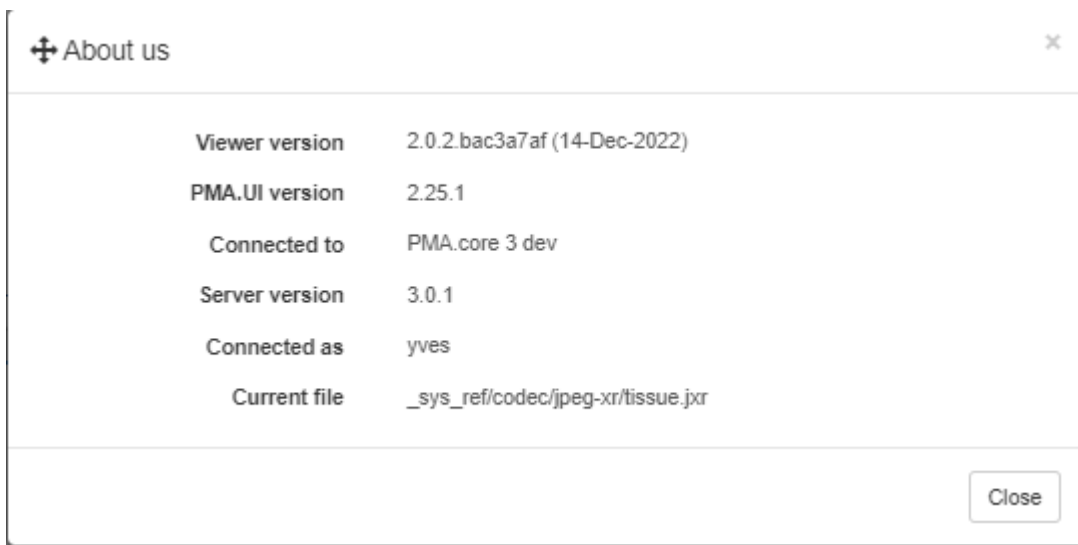 About us
×
Viewer version 2.0.2.bac3a7af (14-Dec-2022)
PMA.UI version 2.25.1
Connected to PMA.core 3 dev
Server version 3.0.1
Connected as yves
Current file _sys_ref/codec/jpeg-xr/tissue.jxr
Close